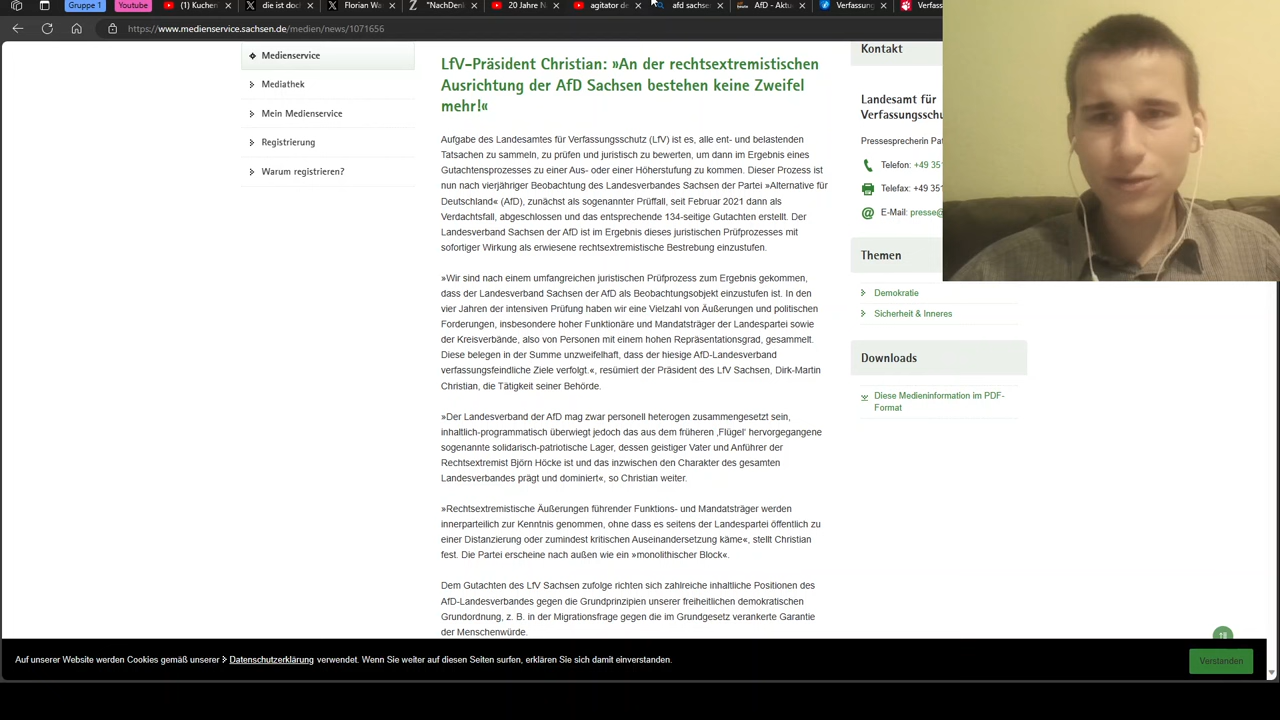 Gruppe 1
Youtube
Kuchen
die ist doc
Florian Wa
"NachDenk
20 Jahre N
agitator de
afd sachsen
AfD - Aktu
Verfassung
Verfass
https://www.medienservice.sachsen.de/medien/news/1071656
Medienservice
Mediathek
Mein Medienservice
Registrierung
Warum registrieren?
LfV-Präsident Christian: »An der rechtsextremistischen
Ausrichtung der AfD Sachsen bestehen keine Zweifel
mehr!«
Aufgabe des Landesamtes für Verfassungsschutz (LfV) ist es, alle ent- und belastenden
Tatsachen zu sammeln, zu prüfen und juristisch zu bewerten, um dann im Ergebnis eines
Gutachtensprozesses zu einer Aus- oder einer Höherstufung zu kommen. Dieser Prozess ist
nun nach vierjähriger Beobachtung des Landesverbandes Sachsen der Partei »Alternative für
Deutschland« (AfD), zunächst als sogenannter Prüffall, seit Februar 2021 dann als
Verdachtsfall, abgeschlossen und das entsprechende 134-seitige Gutachten erstellt. Der
Landesverband Sachsen der AfD ist im Ergebnis dieses juristischen Prüfprozesses mit
sofortiger Wirkung als erwiesene rechtsextremistische Bestrebung einzustufen.
»Wir sind nach einem umfangreichen juristischen Prüfprozess zum Ergebnis gekommen,
dass der Landesverband Sachsen der AfD als Beobachtungsobjekt einzustufen ist. In den
vier Jahren der intensiven Prüfung haben wir eine Vielzahl von Äußerungen und politischen
Forderungen, insbesondere hoher Funktionäre und Mandatsträger der Landespartei sowie
der Kreisverbände, also von Personen mit einem hohen Repräsentationsgrad, gesammelt.
Diese belegen in der Summe unzweifelhaft, dass der hiesige AfD-Landesverband
verfassungsfeindliche Ziele verfolgt.«, resümiert der Präsident des LfV Sachsen, Dirk-Martin
Christian, die Tätigkeit seiner Behörde.
»Der Landesverband der AfD mag zwar personell heterogen zusammengesetzt sein,
inhaltlich-programmatisch überwiegt jedoch das aus dem früheren ‚Flügel' hervorgegangene
sogenannte solidarisch-patriotische Lager, dessen geistiger Vater und Anführer der
Rechtsextremist Björn Höcke ist und das inzwischen den Charakter des gesamten
Landesverbandes prägt und dominiert«, so Christian weiter.
»Rechtsextremistische Äußerungen führender Funktions- und Mandatsträger werden
innerparteilich zur Kenntnis genommen, ohne dass es seitens der Landespartei öffentlich zu
einer Distanzierung oder zumindest kritischen Auseinandersetzung käme«, stellt Christian
fest. Die Partei erscheine nach außen wie ein »monolithischer Block«.
Dem Gutachten des LfV Sachsen zufolge richten sich zahlreiche inhaltliche Positionen des
AfD-Landesverbandes gegen die Grundprinzipien unserer freiheitlichen demokratischen
Grundordnung, z. B. in der Migrationsfrage gegen die im Grundgesetz verankerte Garantie
der Menschenwürde.
Kontakt
Landesamt für
Verfassungsschu
Pressesprecherin Pat
Telefon: +49 351
Telefax: +49 351
E-Mail: presse@
Themen
Demokratie
Sicherheit & Inneres
Downloads
Diese Medieninformation im PDF-
Format
Auf unserer Website werden Cookies gemäß unserer Datenschutzerklärung verwendet. Wenn Sie weiter auf diesen Seiten surfen, erklären Sie sich damit einverstanden.
Verstanden